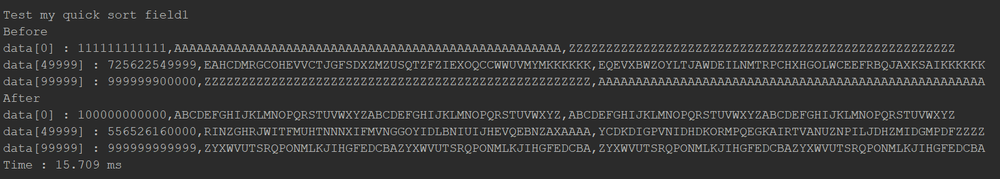 Test my quick sort field1
Before
data[0] : 111111111111,AAAAAAAAAAAAAAAAAAAAAAAAAAAAAAAAAAAAAAAAAAAAAAAAAAAA,ZZZZZZZZZZZZZZZZZZZZZZZZZZZZZZZZZZZZZZZZZZZZZZZZZZZZ
data[49999] : 725622549999,EAHCDMRGCOHEVVCTJGFSDXZMZUSQTZFZIEXOQCCWWUVMYMKKKKKK,EQEVXBWZOYLTJAWDEILNMTRPCHXHGOLWCEEFRBQJAXKSAIKKKKKK
data[99999] : 999999900000,ZZZZZZZZZZZZZZZZZZZZZZZZZZZZZZZZZZZZZZZZZZZZZZZZZZZZ,AAAAAAAAAAAAAAAAAAAAAAAAAAAAAAAAAAAAAAAAAAAAAAAAAAAA
After
data[0] : 100000000000,ABCDEFGHIJKLMNOPQRSTUVWXYZABCDEFGHIJKLMNOPQRSTUVWXYZ,ABCDEFGHIJKLMNOPQRSTUVWXYZABCDEFGHIJKLMNOPQRSTUVWXYZ
data[49999] : 556526160000,RINZGHRJWITFMUHTNNNXIFMVNGGOYIDLBNIUIJHEVQEBNZAXAAAA,YCDKDIGPVNIDHDKORMPQEGKAIRTVANUZNPILJDHZMIDGMPDFZZZZ
data[99999] : 999999999999,ZYXWVUTSRQPONMLKJIHGFEDCBAZYXWVUTSRQPONMLKJIHGFEDCBA,ZYXWVUTSRQPONMLKJIHGFEDCBAZYXWVUTSRQPONMLKJIHGFEDCBA
Time : 15.709 ms